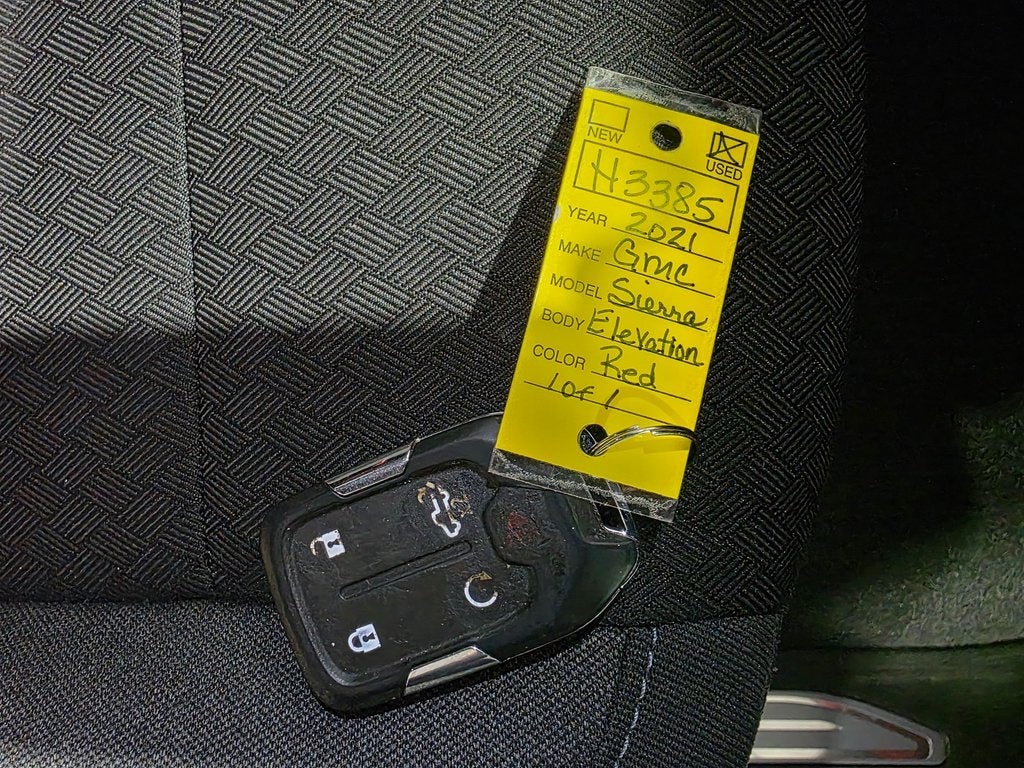 NEW
USED
H3385
YEAR 2021
MAKE GMC
MODEL Sierra
BODY Elevation
COLOR Red
1 of 1